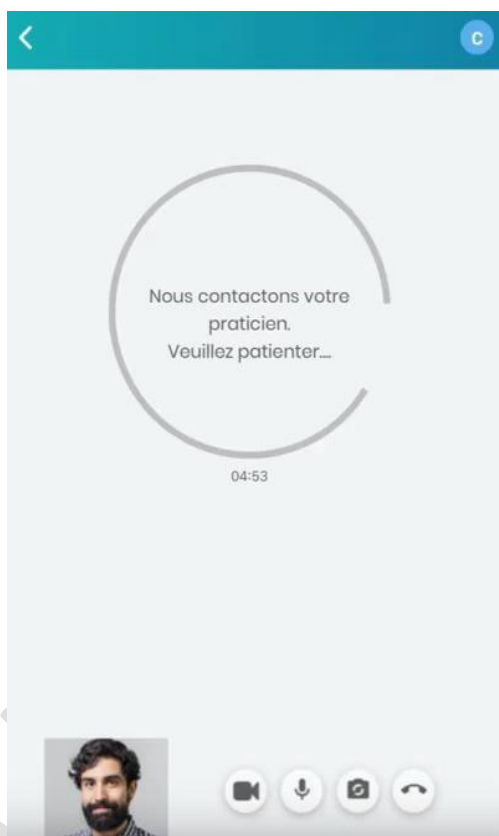 C
Nous contactons votre
praticien.
Veuillez patienter....
04:53